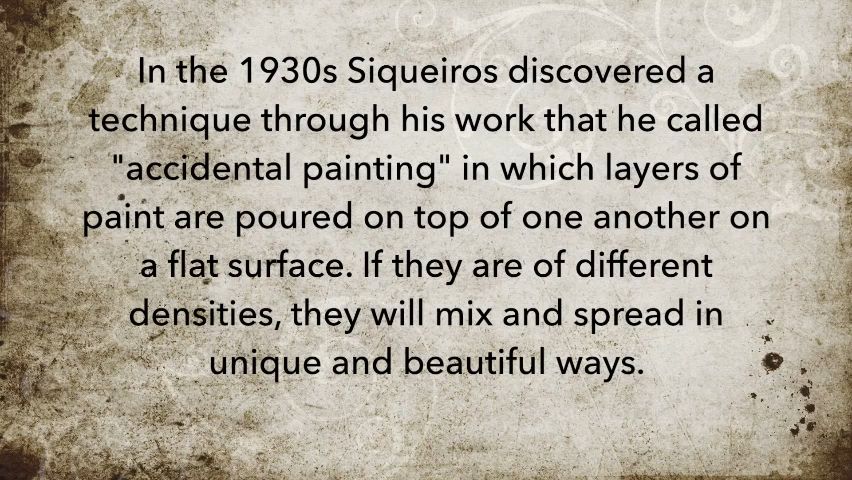 In the 1930s Siqueiros discovered a
technique through his work that he called
"accidental painting" in which layers of
paint are poured on top of one another on
a flat surface. If they are of different
densities, they will mix and spread in
unique and beautiful ways.